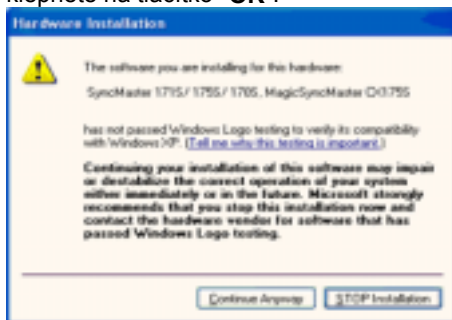 klepněte na tlačítko "OK".
Hardware Installation
The software you are installing for this hardware:
SyncMaster 171S/ 175S/ 170S, MagicSyncMaster CX175S
has not passed Windows Logo testing to verify its compatibility
with Windows XP. (Tell me why this testing is important.)
Continuing your installation of this software may impair
or destabilize the correct operation of your system
either immediately or in the future. Microsoft strongly
recommends that you stop this installation now and
contact the hardware vendor for software that has
passed Windows Logo testing.
Continue Anyway
STOP Installation